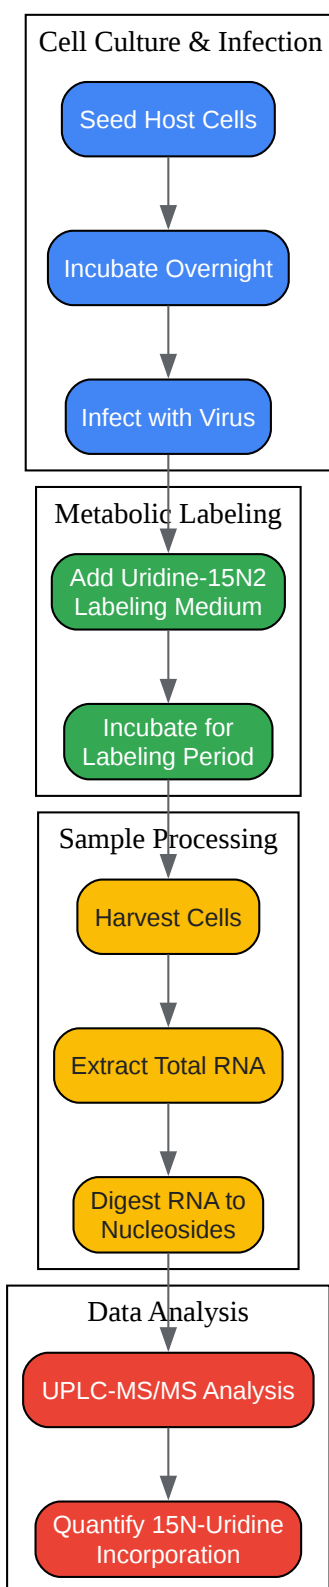 Cell Culture & Infection
Seed Host Cells
Incubate Overnight
Infect with Virus
Metabolic Labeling
Add Uridine-15N2
Labeling Medium
Incubate for
Labeling Period
Sample Processing
Harvest Cells
Extract Total RNA
Digest RNA to
Nucleosides
Data Analysis
UPLC-MS/MS Analysis
Quantify 15N-Uridine
Incorporation